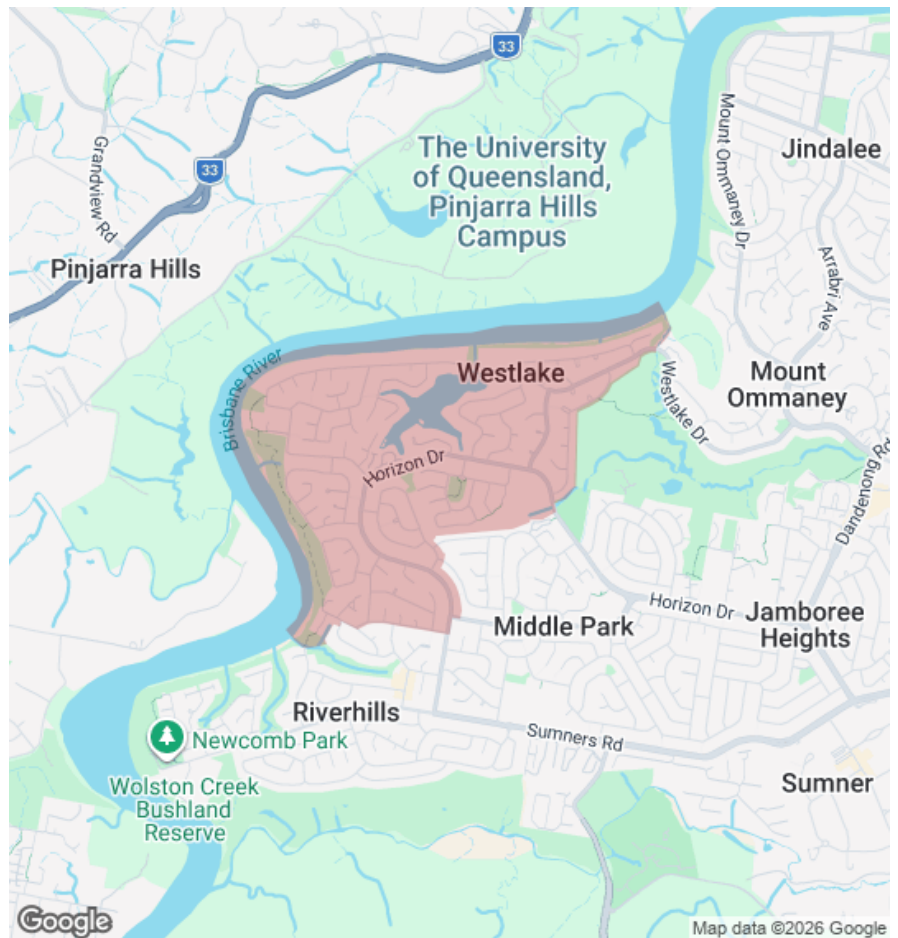 33
The University
of Queensland,
Pinjarra Hills
Campus
Jindalee
Mount Ommaney Dr
Grandview Rd
33
Pinjarra Hills
Arrabri Ave
Brisbane River
Westlake
Mount
Ommaney
Westlake Dr
Horizon Dr
Dandenong Rd
Horizon Dr
Jamboree
Heights
Middle Park
Riverhills
Newcomb Park
Sumners Rd
Wolston Creek
Bushland
Reserve
Sumner
Google
Map data ©2026 Google